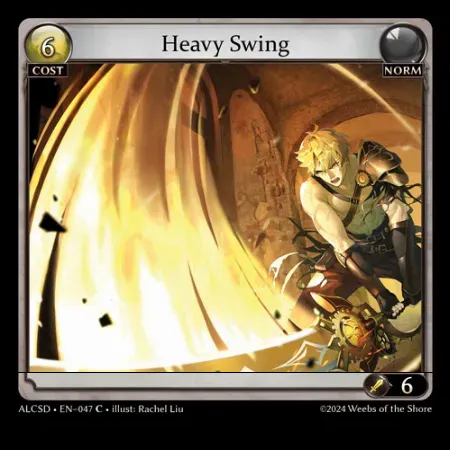 6
Heavy Swing
COST
NORM
6
ALCSD • EN–047 C • illust: Rachel Liu
©2024 Weebs of the Shore